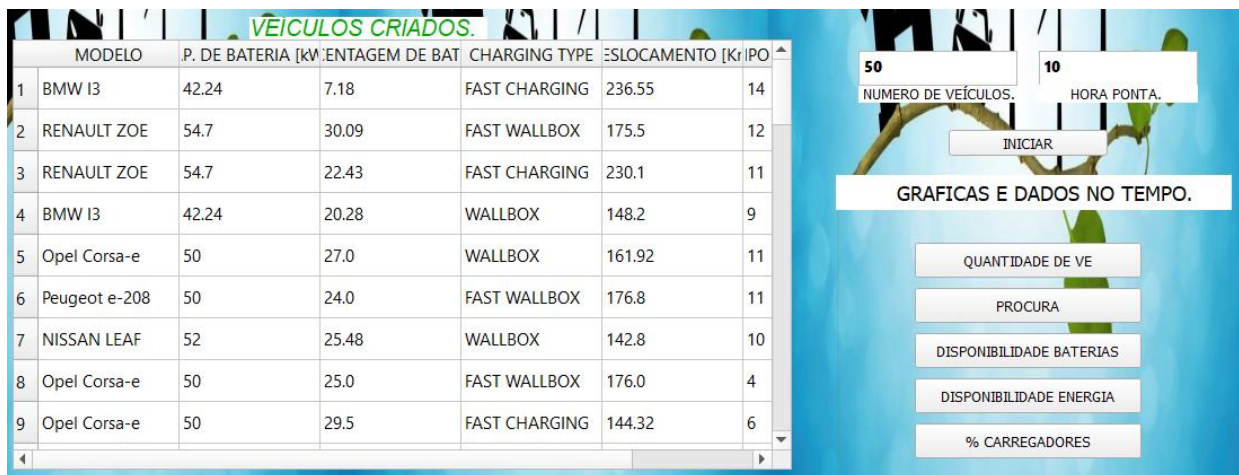 VEÍCULOS CRIADOS.
MODELO .P. DE BATERIA [kW :ENTAGEM DE BAT CHARGING TYPE ESLOCAMENTO [Kr IPO
1 BMW I3 42.24 7.18 FAST CHARGING 236.55 14
2 RENAULT ZOE 54.7 30.09 FAST WALLBOX 175.5 12
3 RENAULT ZOE 54.7 22.43 FAST CHARGING 230.1 11
4 BMW I3 42.24 20.28 WALLBOX 148.2 9
5 Opel Corsa-e 50 27.0 WALLBOX 161.92 11
6 Peugeot e-208 50 24.0 FAST WALLBOX 176.8 11
7 NISSAN LEAF 52 25.48 WALLBOX 142.8 10
8 Opel Corsa-e 50 25.0 FAST WALLBOX 176.0 4
9 Opel Corsa-e 50 29.5 FAST CHARGING 144.32 6
50 10
NUMERO DE VEÍCULOS. HORA PONTA.
INICIAR
GRAFICAS E DADOS NO TEMPO.
QUANTIDADE DE VE
PROCURA
DISPONIBILIDADE BATERIAS
DISPONIBILIDADE ENERGIA
% CARREGADORES